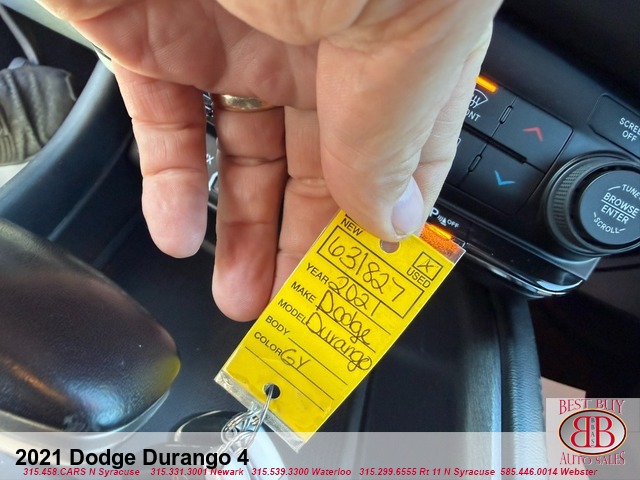 FRONT
SCREEN
OFF
TUNE
BROWSE
ENTER
SCROLL
OFF
NEW
X USED
631827
YEAR 2021
MAKE Dodge
MODEL Durango
BODY
COLOR GY
BEST BUY
BB
AUTO SALES
2021 Dodge Durango 4
315.458.CARS N Syracuse 315.331.3001 Newark 315.539.3300 Waterloo 315.299.6555 Rt 11 N Syracuse 585.446.0014 Webster